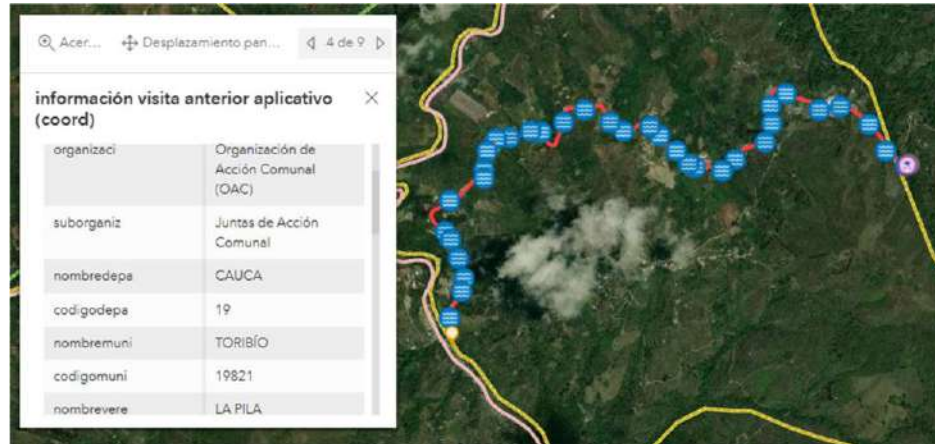 Acer... Desplazamiento pan... 4 de 9
información visita anterior aplicativo
(coord)
organizaci Organización de
Acción Comunal
(OAC)
suborganiz Juntas de Acción
Comunal
nombredepa CAUCA
codigodepa 19
nombremuni TORIBÍO
codigomuni 19821
nombrevere LA PILA